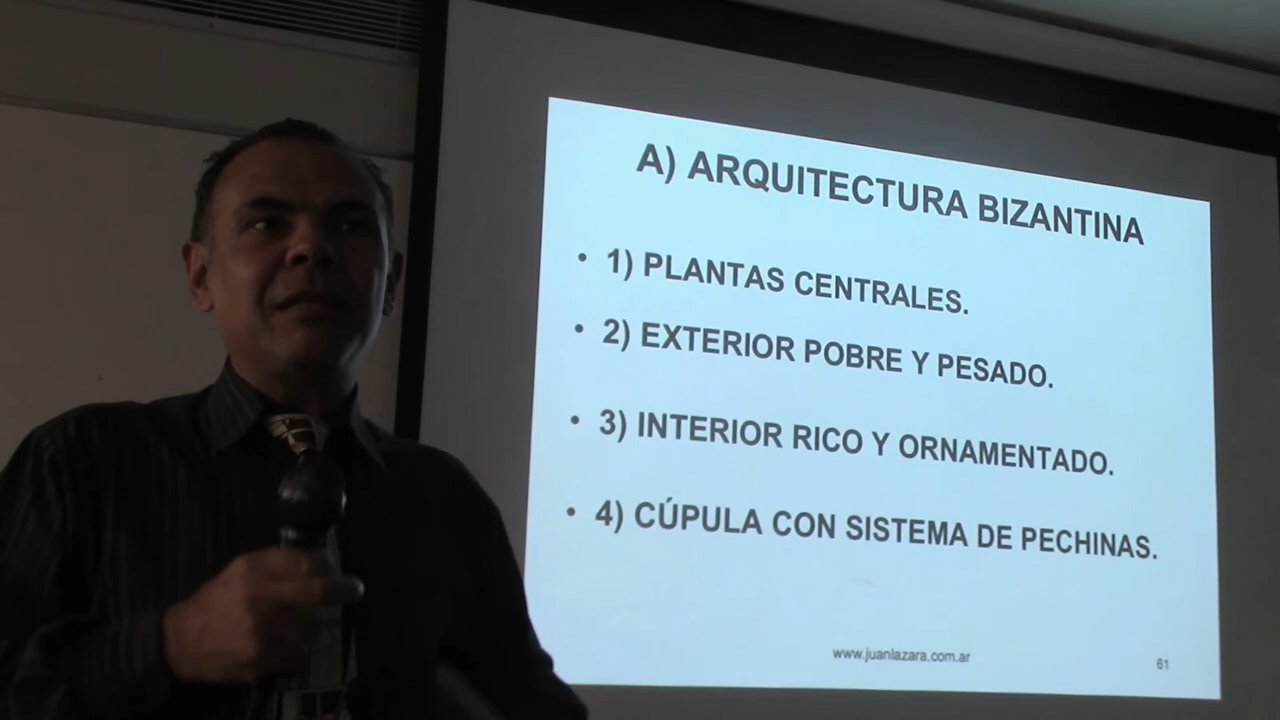 A) ARQUITECTURA BIZANTINA
• 1) PLANTAS CENTRALES.
• 2) EXTERIOR POBRE Y PESADO.
• 3) INTERIOR RICO Y ORNAMENTADO.
• 4) CÚPULA CON SISTEMA DE PECHINAS.
www.juanlazara.com.ar
61